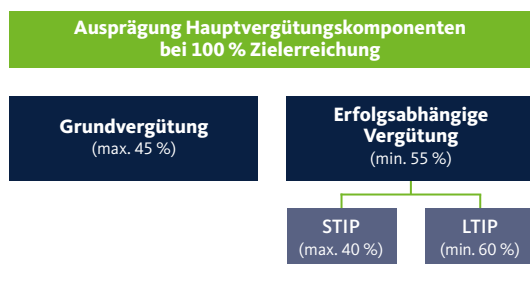 Ausprägung Hauptvergütungskomponenten
bei 100 % Zielerreichung
Grundvergütung
(max. 45 %)
Erfolgsabhängige
Vergütung
(min. 55 %)
STIP
(max. 40 %)
LTIP
(min. 60 %)